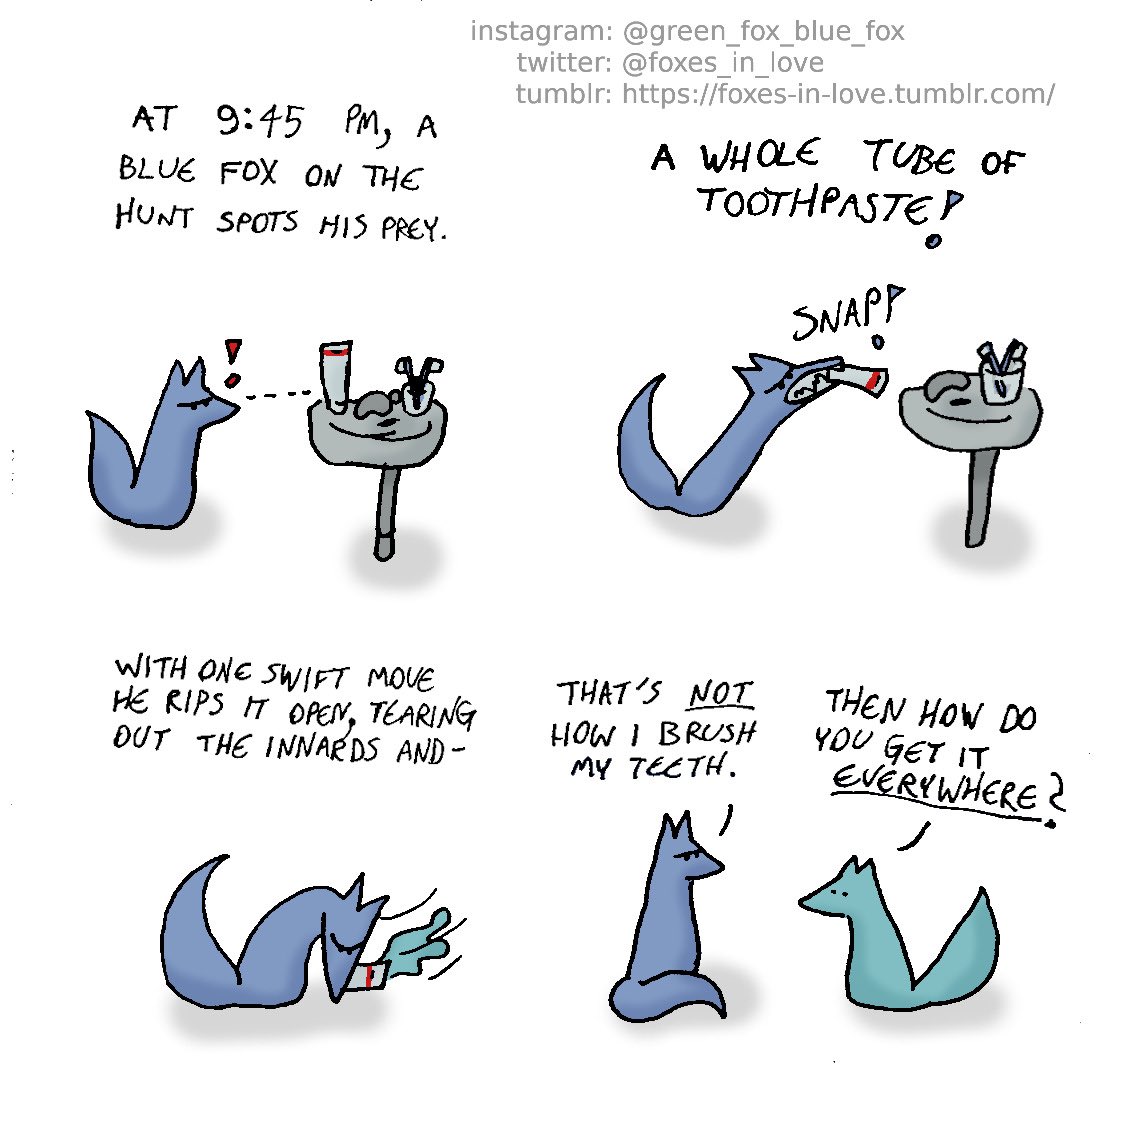 instagram: @green_fox_blue_fox
twitter: @foxes_in_love
tumblr: https://foxes-in-love.tumblr.com/
AT 9:45 PM, A
BLUE FOX ON THE
HUNT SPOTS HIS PREY.
!
A WHOLE TUBE OF
TOOTHPASTE!
SNAP!
WITH ONE SWIFT MOVE
HE RIPS IT OPEN, TEARING
OUT THE INNARDS AND-
THAT'S NOT
HOW I BRUSH
MY TEETH.
THEN HOW DO
YOU GET IT
EVERYWHERE?